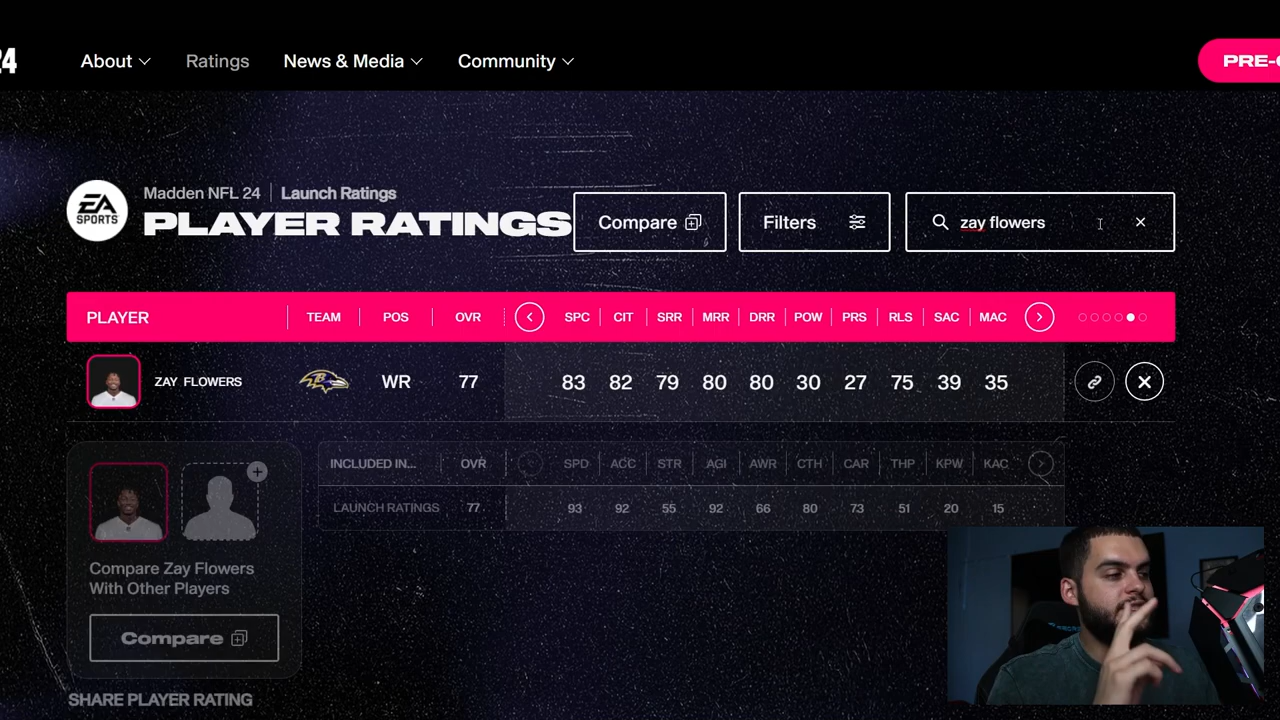 24
About
Ratings
News & Media
Community
PRE-
EA SPORTS
Madden NFL 24 | Launch Ratings
PLAYER RATINGS
Compare
Filters
zay flowers
PLAYER TEAM POS OVR SPC CIT SRR MRR DRR POW PRS RLS SAC MAC
ZAY FLOWERS WR 77 83 82 79 80 80 30 27 75 39 35
INCLUDED IN... OVR SPD ACC STR AGI AWR CTH CAR THP KPW KAC
LAUNCH RATINGS 77 93 92 55 92 66 80 73 51 20 15
Compare Zay Flowers
With Other Players
Compare
SHARE PLAYER RATING